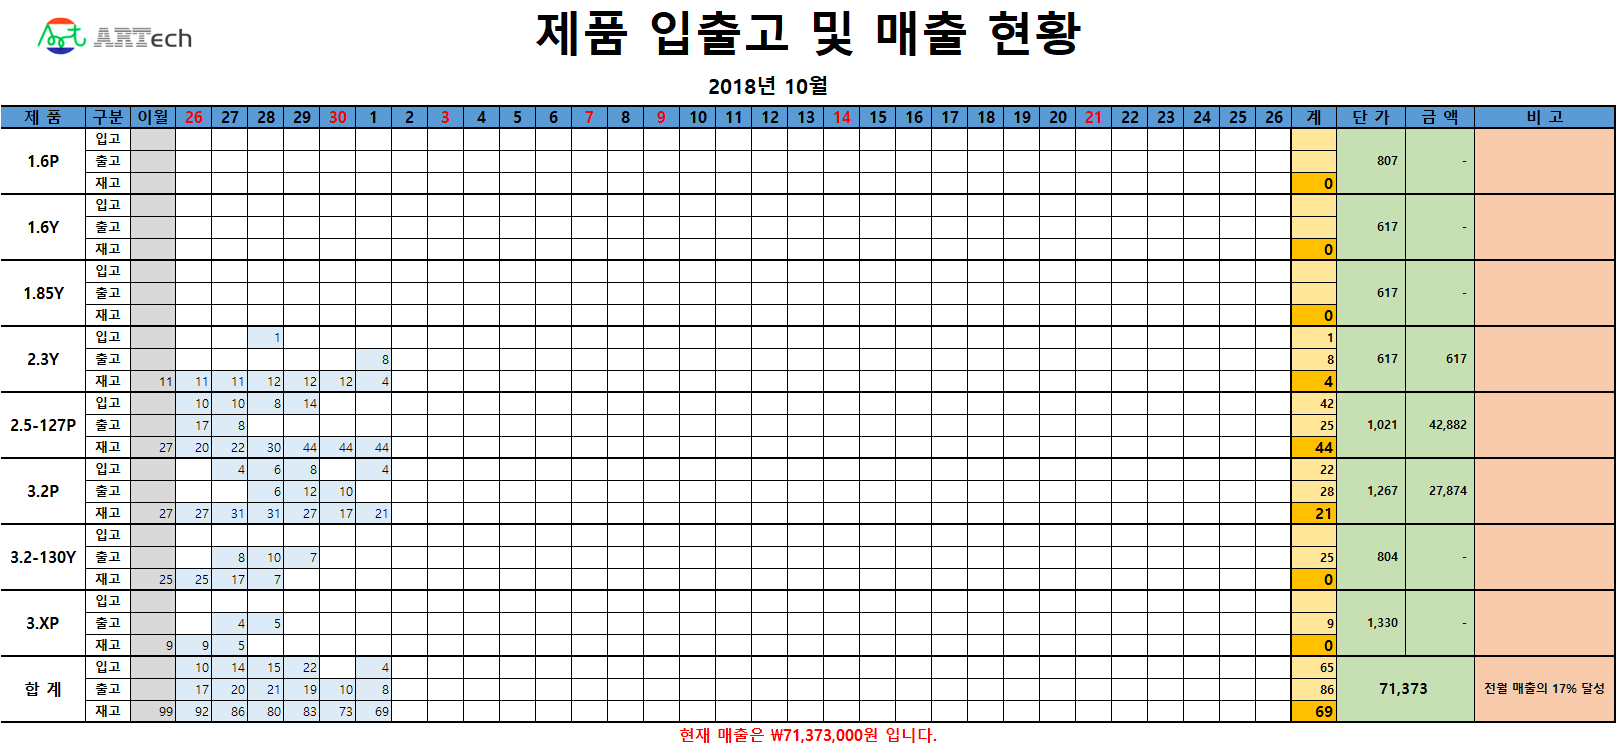 Art ARTech
제품 입출고 및 매출 현황
2018년 10월
제 품 구분 이월 26 27 28 29 30 1 2 3 4 5 6 7 8 9 10 11 12 13 14 15 16 17 18 19 20 21 22 23 24 25 26 계 단 가 금 액 비 고
입고
1.6P 출고 807 -
재고 0
입고
1.6Y 출고 617 -
재고 0
입고
1.85Y 출고 617 -
재고 0
입고 1 1
2.3Y 출고 8 8 617 617
재고 11 11 11 12 12 12 4 4
입고 10 10 8 14 42
2.5-127P 출고 17 8 25 1,021 42,882
재고 27 20 22 30 44 44 44 44
입고 4 6 8 4 22
3.2P 출고 6 12 10 28 1,267 27,874
재고 27 27 31 31 27 17 21 21
입고
3.2-130Y 출고 8 10 7 25 804 -
재고 25 25 17 7 0
입고
3.XP 출고 4 5 9 1,330 -
재고 9 9 5 0
입고 10 14 15 22 4 65
합 계 출고 17 20 21 19 10 8 86 71,373 전월 매출의 17% 달성
재고 99 92 86 80 83 73 69 69
현재 매출은 ₩71,373,000원 입니다.